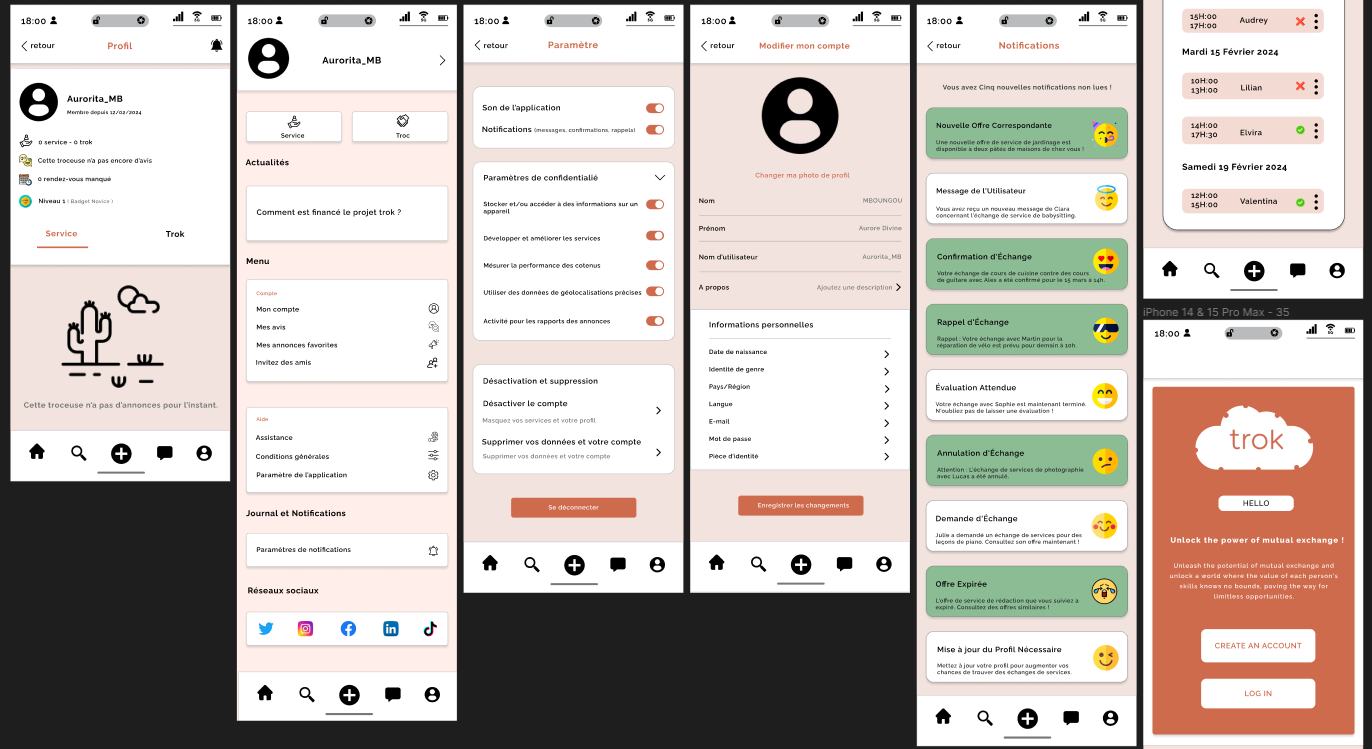 18:00
retour
Profil
Aurorita_MB
Membre depuis 12/02/2024
0 service - 0 trok
Cette troceuse n'a pas encore d'avis
0 rendez-vous manqué
Niveau 1 ( Badget Novice )
Service
Trok
Cette troceuse n'a pas d'annonces pour l'instant.
18:00
Aurorita_MB
Service
Troc
Actualités
Comment est financé le projet trok ?
Menu
Compte
Mon compte
Mes avis
Mes annonces favorites
Invitez des amis
Aide
Assistance
Conditions générales
Paramètre de l'application
Journal et Notifications
Paramètres de notifications
Réseaux sociaux
18:00
retour
Paramètre
Son de l'application
Notifications (messages, confirmations, rappels)
Paramètres de confidentialié
Stocker et/ou accéder à des informations sur un
appareil
Développer et améliorer les services
Mésurer la performance des cotenus
Utiliser des données de géolocalisations précises
Activité pour les rapports des annonces
Désactivation et suppression
Désactiver le compte
Masquez vos services et votre profil
Supprimer vos données et votre compte
Supprimer vos données et votre compte
Se déconnecter
18:00
retour
Modifier mon compte
Changer ma photo de profil
Nom
MBOUNGOU
Prénom
Aurore Divine
Nom d'utilisateur
Aurorita_MB
A propos
Ajoutez une description
Informations personnelles
Date de naissance
Identité de genre
Pays/Région
Langue
E-mail
Mot de passe
Pièce d'identité
Enregistrer les changements
18:00
retour
Notifications
Vous avez Cinq nouvelles notifications non lues !
Nouvelle Offre Correspondante
Une nouvelle offre de service de jardinage est
disponible à deux pâtés de maisons de chez vous !
Message de l'Utilisateur
Vous avez reçu un nouveau message de Clara
concernant l'échange de service de babysitting.
Confirmation d'Échange
Votre échange de cours de cuisine contre des cours
de guitare avec Alex a été confirmé pour le 15 mars à 14h.
Rappel d'Échange
Rappel : Votre échange avec Martin pour la
réparation de vélo est prévu pour demain à 10h.
Évaluation Attendue
Votre échange avec Sophie est maintenant terminé.
N'oubliez pas de laisser une évaluation !
Annulation d'Échange
Attention : L'échange de services de photographie
avec Lucas a été annulé.
Demande d'Échange
Julie a demandé un échange de services pour des
leçons de piano. Consultez son offre maintenant !
Offre Expirée
L'offre de service de rédaction que vous suiviez a
expiré. Consultez des offres similaires !
Mise à jour du Profil Nécessaire
Mettez à jour votre profil pour augmenter vos
chances de trouver des échanges de services.
15H:00
17H:00
Audrey
Mardi 15 Février 2024
10H:00
13H:00
Lilian
14H:00
17H:30
Elvira
Samedi 19 Février 2024
12H:00
15H:00
Valentina
iPhone 14 & 15 Pro Max - 35
18:00
trok
HELLO
Unlock the power of mutual exchange !
Unleash the potential of mutual exchange and
unlock a world where the value of each person's
skills knows no bounds, paving the way for
limitless opportunities.
CREATE AN ACCOUNT
LOG IN